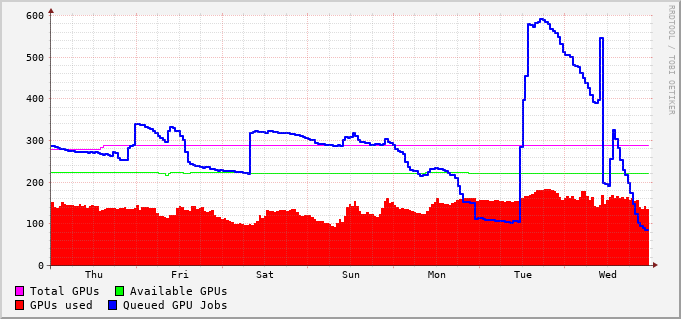 600
500
400
300
200
100
0
Thu Fri Sat Sun Mon Tue Wed
Total GPUs Available GPUs
GPUs used Queued GPU Jobs
RRDTOOL / TOBI OETIKER